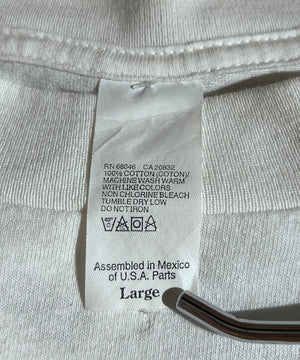 RN 68046 CA 20832
100% COTTON (COTON)
MACHINE WASH WARM
WITH LIKE COLORS
NON CHLORINE BLEACH
TUMBLE DRY LOW
DO NOT IRON
Assembled in Mexico
of U.S.A. Parts
Large